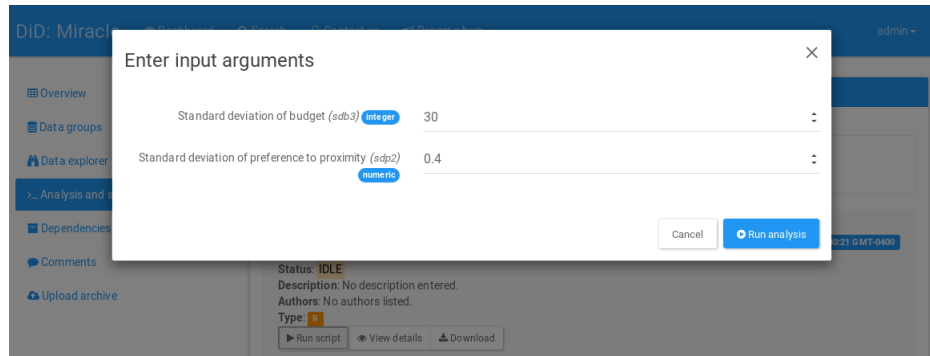 DiD: Miracle
admin
Enter input arguments
×
Standard deviation of budget (sdb3) integer
30
Standard deviation of preference to proximity (sdp2)
numeric
0.4
Cancel
Run analysis
Overview
Data groups
Data explorer
>_ Analysis and s
Dependencies
Comments
Upload archive
0:21 GMT-0400
Status: IDLE
Description: No description entered.
Authors: No authors listed.
Type: R
Run script
View details
Download